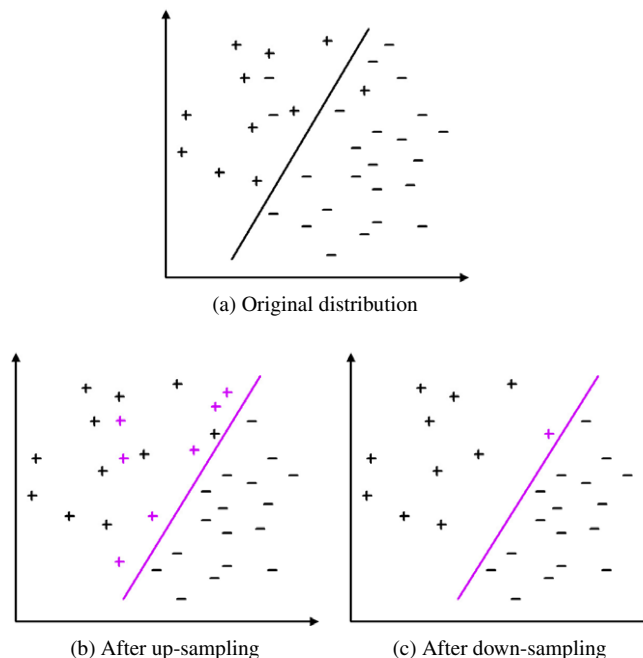 (a) Original distribution
(b) After up-sampling
(c) After down-sampling